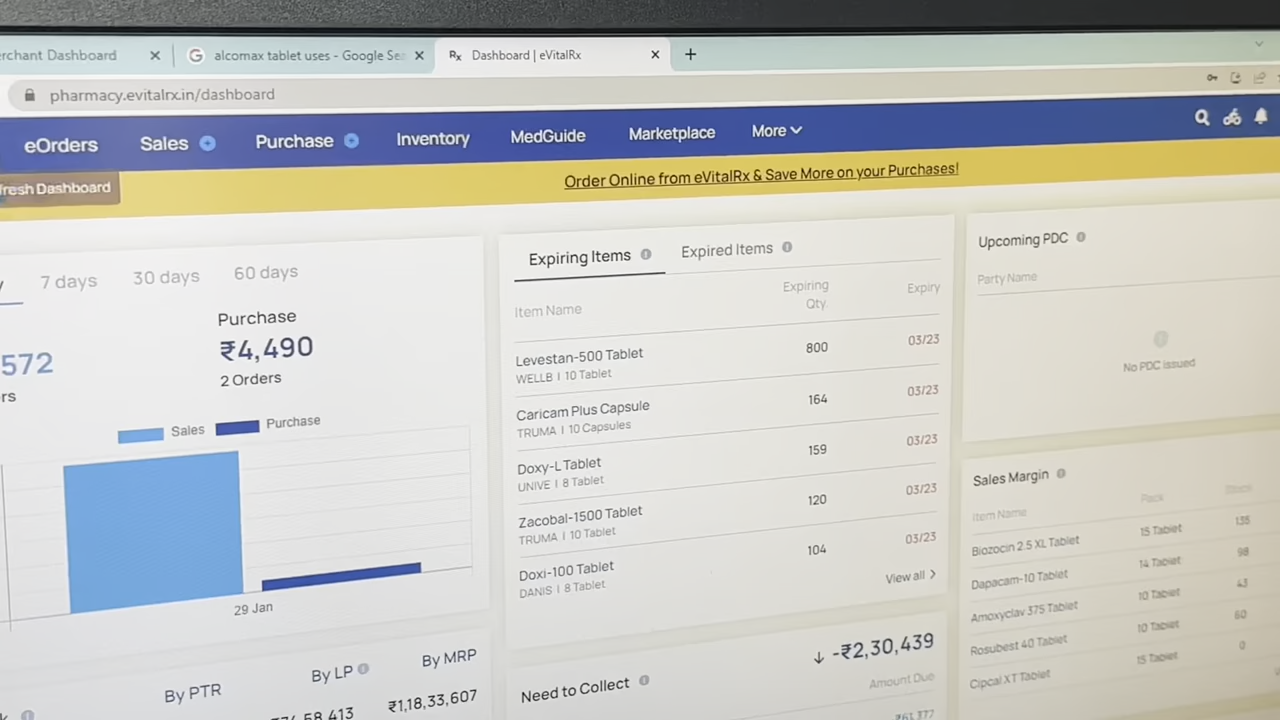 rchant Dashboard
alcomax tablet uses - Google Sea
Rx Dashboard | eVitalRx
pharmacy.evitalrx.in/dashboard
eOrders Sales Purchase Inventory MedGuide Marketplace More
fresh Dashboard
Order Online from eVitalRx & Save More on your Purchases!
7 days 30 days 60 days
572
rs
Purchase
₹4,490
2 Orders
Sales Purchase
29 Jan
By PTR By LP By MRP
58,413 ₹1,18,33,607
Expiring Items Expired Items
Item Name Expiring Qty. Expiry
Levestan-500 Tablet 800 03/23
WELLB | 10 Tablet
Caricam Plus Capsule 164 03/23
TRUMA | 10 Capsules
Doxy-L Tablet 159 03/23
UNIVE | 8 Tablet
Zacobal-1500 Tablet 120 03/23
TRUMA | 10 Tablet
Doxi-100 Tablet 104 03/23
DANIS | 8 Tablet
View all
Need to Collect -₹2,30,439
Amount Due
₹61,377
Upcoming PDC
Party Name
No PDC issued
Sales Margin
Item Name Pack
Biozocin 2.5 XL Tablet 15 Tablet 135
Dapacam-10 Tablet 14 Tablet 98
Amoxyclav 375 Tablet 10 Tablet 43
Rosubest 40 Tablet 10 Tablet 60
Cipcal XT Tablet 15 Tablet 0